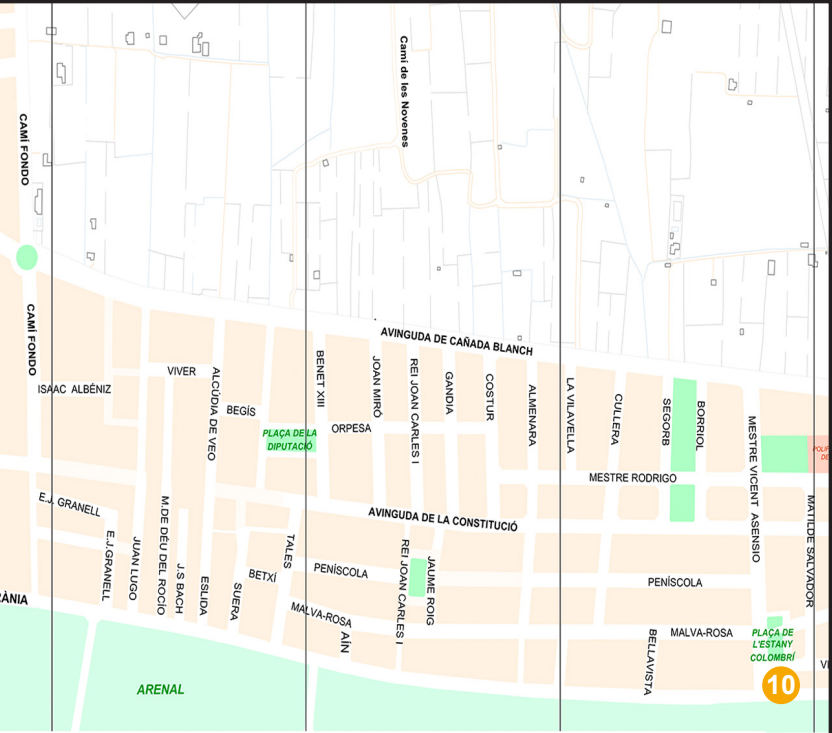 CAMÍ FONDO
Camí de les Novenes
CAMÍ FONDO
AVINGUDA DE CAÑADA BLANCH
ISAAC ALBÉNIZ
VIVER
ALCÚDIA DE VEO
BEGÍS
PLAÇA DE LA
DIPUTACIÓ
BENET XIII
ORPESA
JOAN MIRÓ
REI JOAN CARLES I
GANDIA
COSTUR
ALMENARA
LA VILAVELLA
CULLERA
SEGORB
BORRIOL
MESTRE VICENT ASENSIO
MESTRE RODRIGO
MATILDE SALVADOR
AVINGUDA DE LA CONSTITUCIÓ
E.J. GRANELL
E.J.GRANELL
JUAN LUGO
M.DE DÉU DEL ROCÍO
J.S BACH
ESLIDA
SUERA
BETXÍ
TALES
PENÍSCOLA
MALVA-ROSA
AÍN
REI JOAN CARLES I
JAUME ROIG
PENÍSCOLA
MALVA-ROSA
BELLAVISTA
PLAÇA DE
L'ESTANY
COLOMBRÍ
10
ARENAL